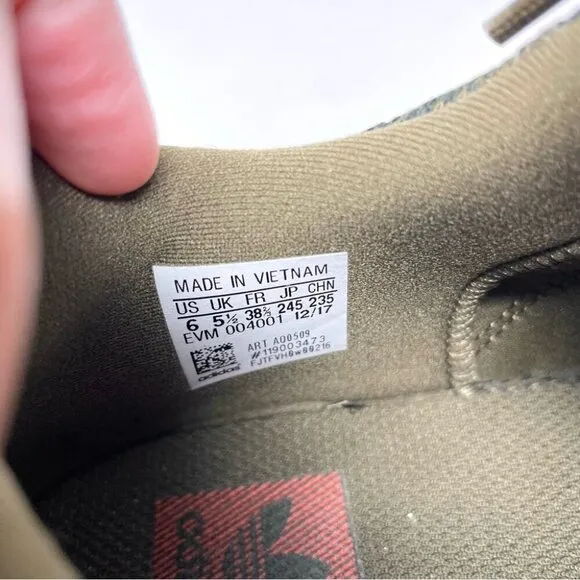 MADE IN VIETNAM
US UK FR JP CHN
6 5½ 38⅔ 245 235
EVM 004001 12/17
ART AQ0509
#119003473
adidas